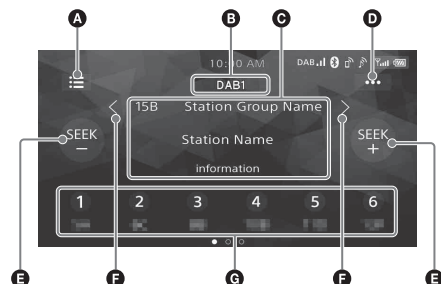 A B C D
10:00 AM DAB
DAB1
15B Station Group Name
SEEK − Station Name SEEK +
information
1 2 3 4 5 6
E F G F E